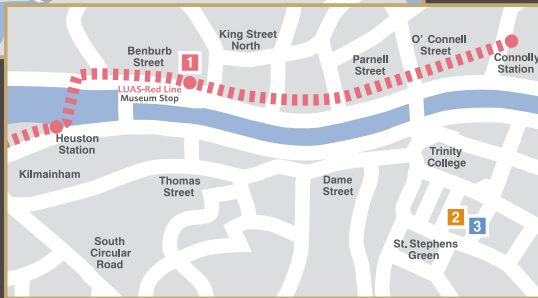 King Street
North
O' Connell
Street
Benburb
Street
1
Parnell
Street
Connolly
Station
LUAS-Red Line
Museum Stop
Heuston
Station
Trinity
College
Kilmainham
Thomas
Street
Dame
Street
2
3
South
Circular
Road
St. Stephens
Green